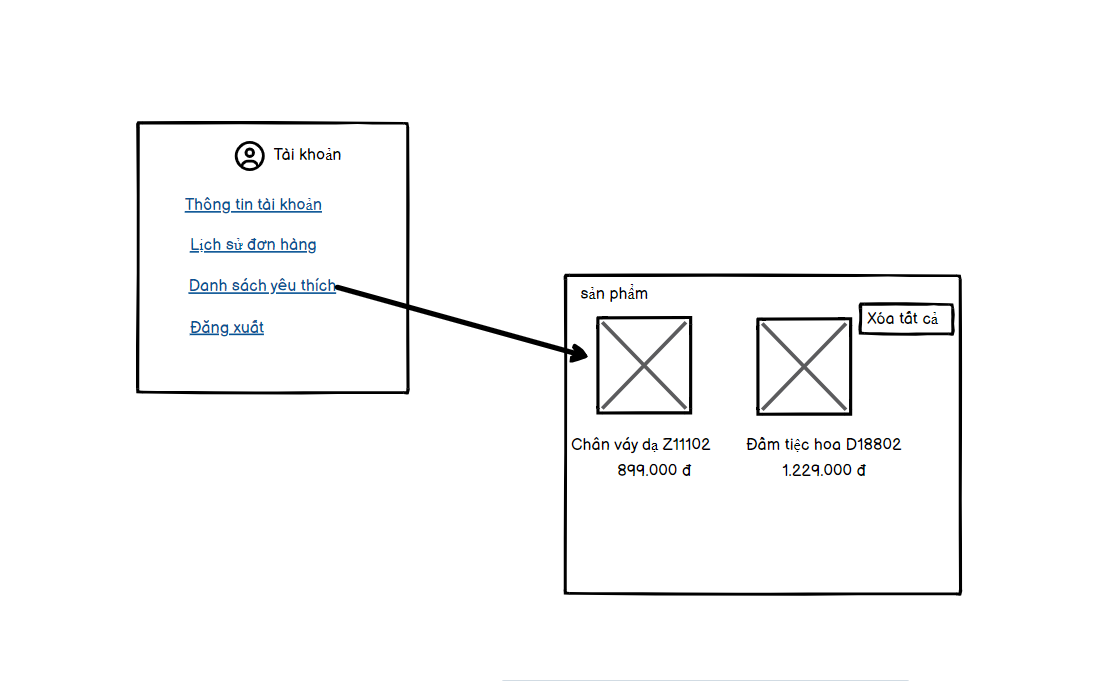 Tài khoản
Thông tin tài khoản
Lịch sử đơn hàng
Danh sách yêu thích
Đăng xuất
sản phẩm
Xóa tất cả
Chân váy dạ Z11102
899.000 đ
Đầm tiệc hoa D18802
1.229.000 đ